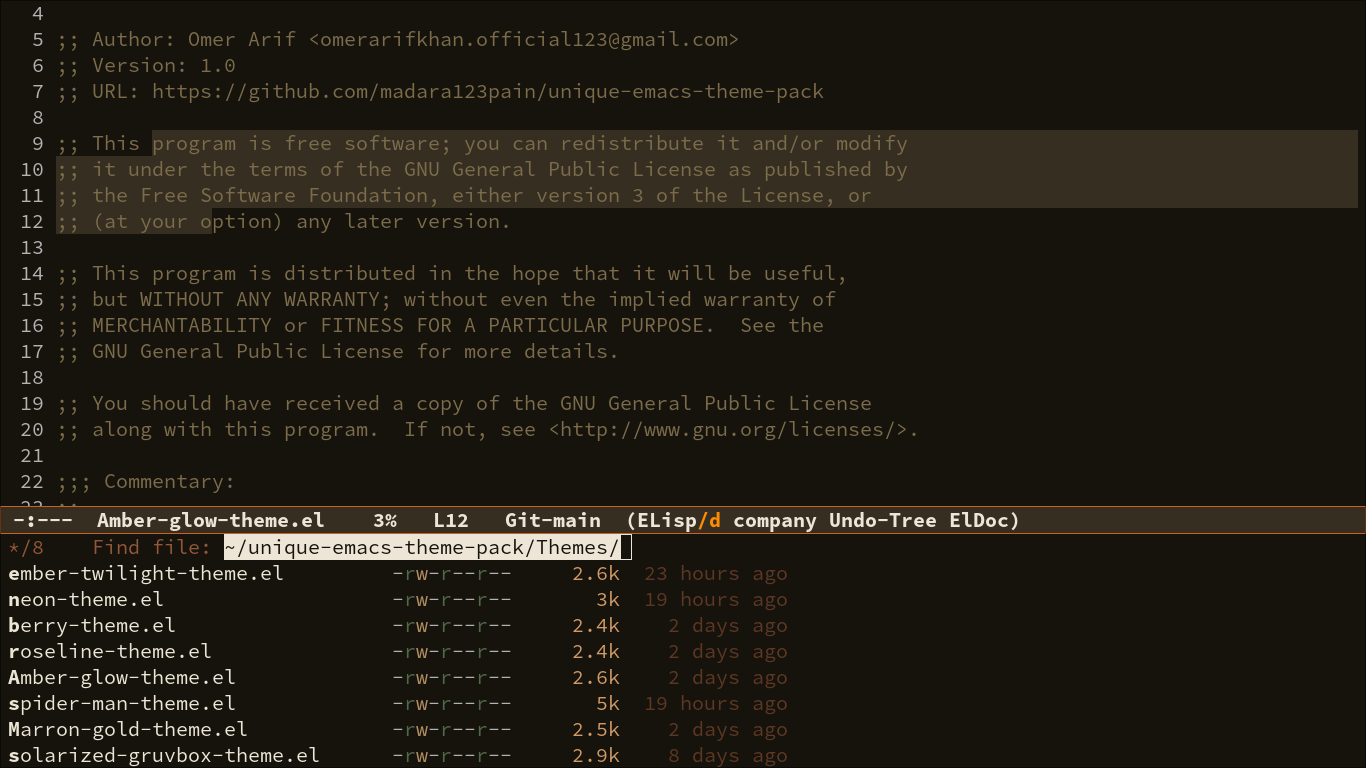 4
5 ;; Author: Omer Arif <omerarifkhan.official123@gmail.com>
6 ;; Version: 1.0
7 ;; URL: https://github.com/madara123pain/unique-emacs-theme-pack
8
9 ;; This program is free software; you can redistribute it and/or modify
10 ;; it under the terms of the GNU General Public License as published by
11 ;; the Free Software Foundation, either version 3 of the License, or
12 ;; (at your option) any later version.
13
14 ;; This program is distributed in the hope that it will be useful,
15 ;; but WITHOUT ANY WARRANTY; without even the implied warranty of
16 ;; MERCHANTABILITY or FITNESS FOR A PARTICULAR PURPOSE.  See the
17 ;; GNU General Public License for more details.
18
19 ;; You should have received a copy of the GNU General Public License
20 ;; along with this program.  If not, see <http://www.gnu.org/licenses/>.
21
22 ;;; Commentary:
-:---  Amber-glow-theme.el    3%   L12   Git-main  (ELisp/d company Undo-Tree ElDoc)
*/8    Find file: ~/unique-emacs-theme-pack/Themes/
ember-twilight-theme.el         -rw-r--r--     2.6k  23 hours ago
neon-theme.el                   -rw-r--r--       3k  19 hours ago
berry-theme.el                  -rw-r--r--     2.4k    2 days ago
roseline-theme.el               -rw-r--r--     2.4k    2 days ago
Amber-glow-theme.el             -rw-r--r--     2.6k    2 days ago
spider-man-theme.el             -rw-r--r--       5k  19 hours ago
Marron-gold-theme.el            -rw-r--r--     2.5k    2 days ago
solarized-gruvbox-theme.el      -rw-r--r--     2.9k    8 days ago